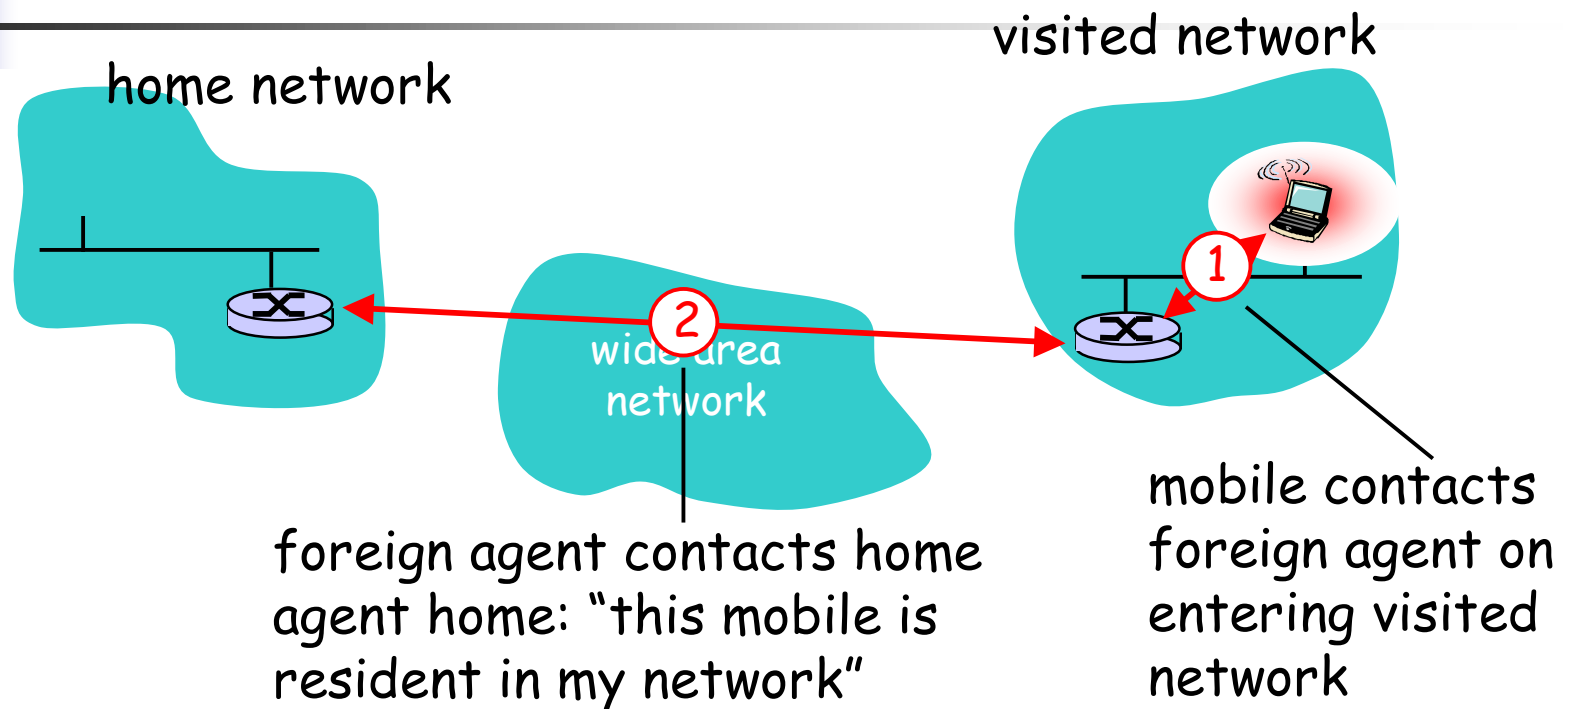 visited network
home network
1
2
wide area
network
foreign agent contacts home
agent home: “this mobile is
resident in my network”
mobile contacts
foreign agent on
entering visited
network